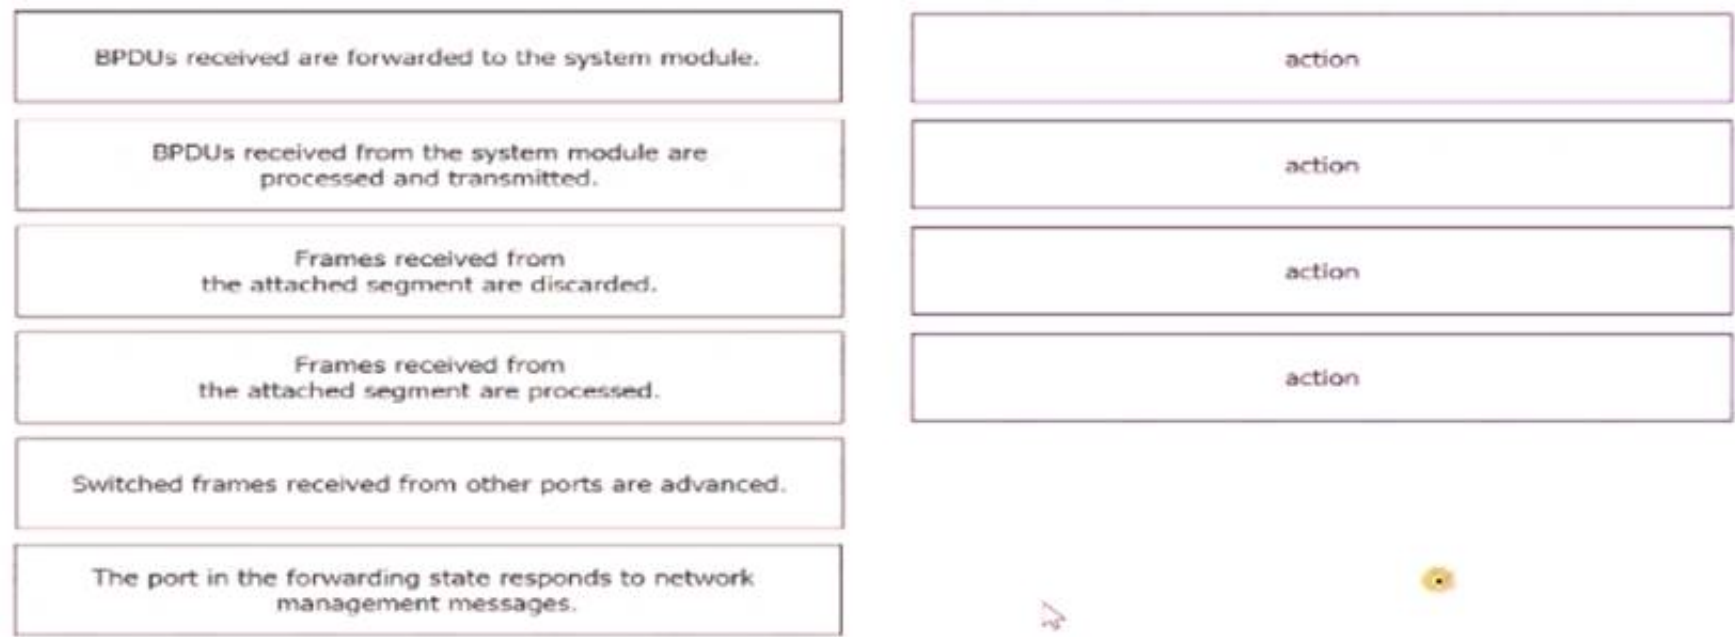 BPDUs received are forwarded to the system module.
action
BPDUs received from the system module are
processed and transmitted.
action
Frames received from
the attached segment are discarded.
action
Frames received from
the attached segment are processed.
action
Switched frames received from other ports are advanced.
The port in the forwarding state responds to network
management messages.